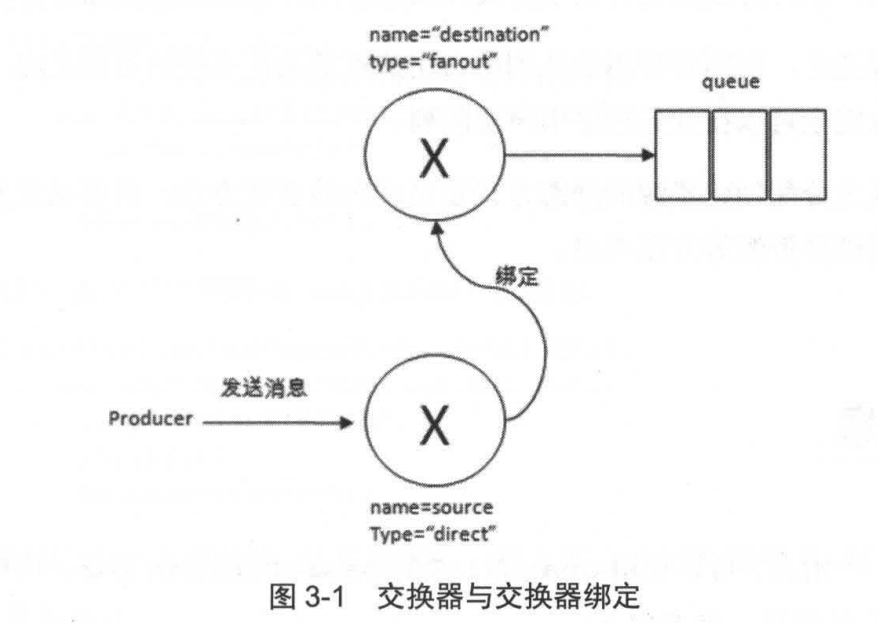 name="destination"
type="fanout"
queue
X
绑定
发送消息
Producer
X
name=source
Type="direct"
图 3-1 交换器与交换器绑定